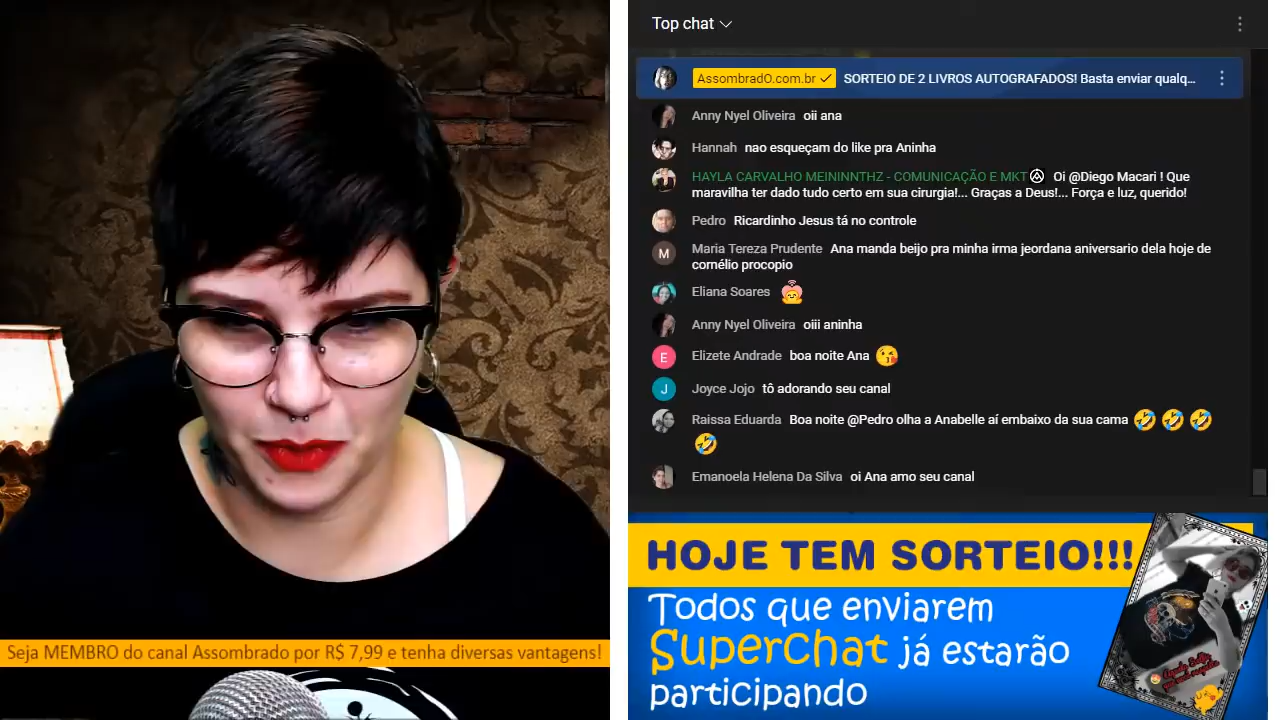 Top chat
AssombradO.com.br SORTEIO DE 2 LIVROS AUTOGRAFADOS! Basta enviar qualq...
Anny Nyel Oliveira oii ana
Hannah nao esqueçam do like pra Aninha
HAYLA CARVALHO MEININNTHZ - COMUNICAÇÃO E MKT Oi @Diego Macari ! Que
maravilha ter dado tudo certo em sua cirurgia!... Graças a Deus!... Força e luz, querido!
Pedro Ricardinho Jesus tá no controle
M Maria Tereza Prudente Ana manda beijo pra minha irma jeordana aniversario dela hoje de
cornélio procopio
Eliana Soares
Anny Nyel Oliveira oiii aninha
E Elizete Andrade boa noite Ana 😘
J Joyce Jojo tô adorando seu canal
Raissa Eduarda Boa noite @Pedro olha a Anabelle aí embaixo da sua cama 🤣🤣🤣
🤣
Emanoela Helena Da Silva oi Ana amo seu canal
HOJE TEM SORTEIO!!!
Todos que enviarem
Superchat já estarão
participando
Seja MEMBRO do canal Assombrado por R$ 7,99 e tenha diversas vantagens!